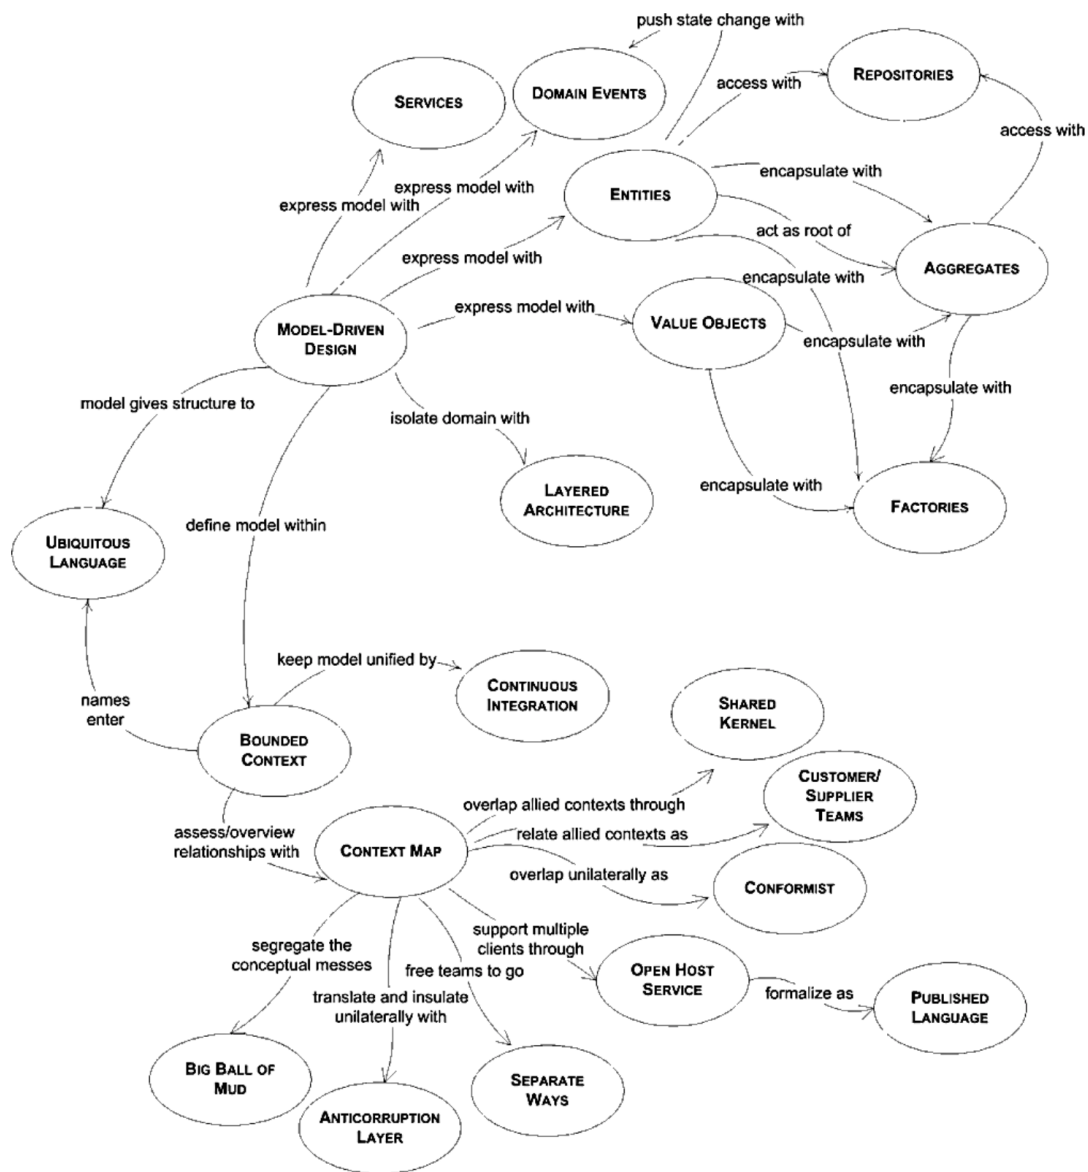 push state change with
SERVICES
DOMAIN EVENTS
REPOSITORIES
access with
access with
express model with
express model with
ENTITIES
encapsulate with
act as root of
express model with
encapsulate with
AGGREGATES
express model with
VALUE OBJECTS
MODEL-DRIVEN
DESIGN
encapsulate with
encapsulate with
model gives structure to
isolate domain with
encapsulate with
LAYERED
ARCHITECTURE
FACTORIES
define model within
UBIQUITOUS
LANGUAGE
keep model unified by
CONTINUOUS
INTEGRATION
names
enter
BOUNDED
CONTEXT
SHARED
KERNEL
CUSTOMER/
SUPPLIER
TEAMS
overlap allied contexts through
relate allied contexts as
assess/overview
relationships with
CONTEXT MAP
overlap unilaterally as
CONFORMIST
support multiple
clients through
segregate the
conceptual messes
free teams to go
OPEN HOST
SERVICE
formalize as
PUBLISHED
LANGUAGE
translate and insulate
unilaterally with
BIG BALL OF
MUD
SEPARATE
WAYS
ANTICORRUPTION
LAYER